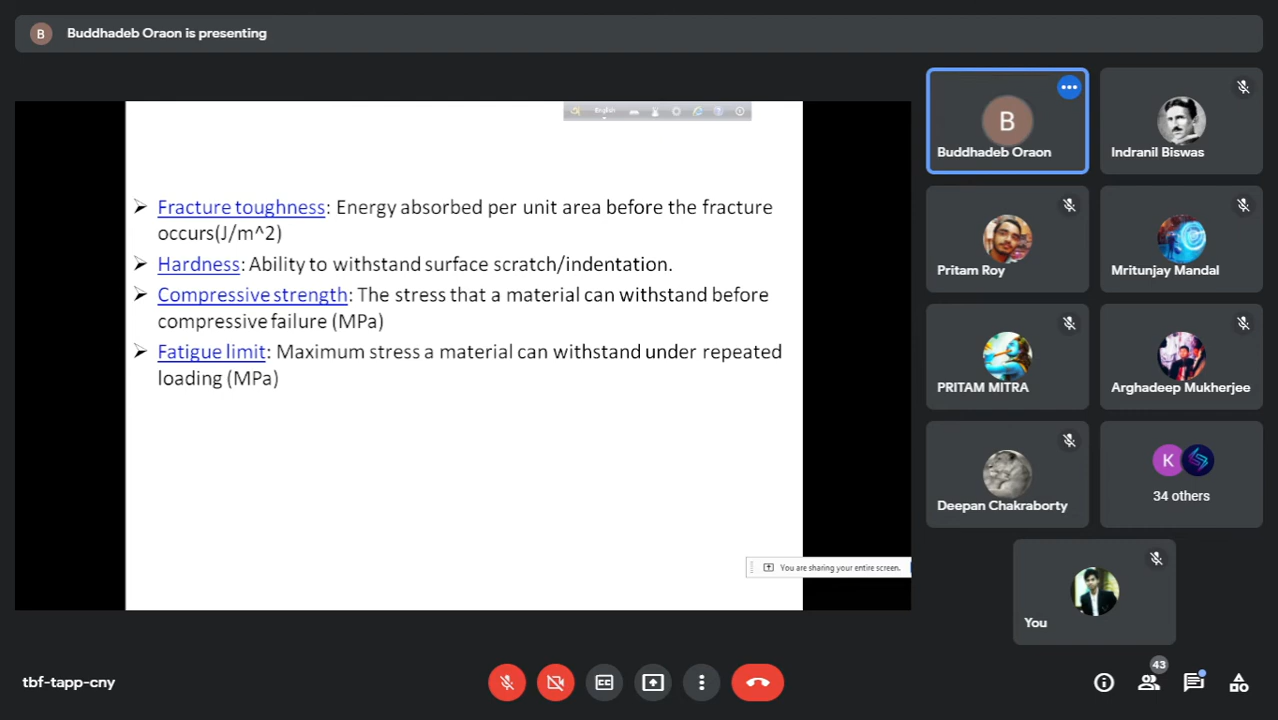 B
Buddhadeb Oraon is presenting
English
➢ Fracture toughness: Energy absorbed per unit area before the fracture
occurs(J/m^2)
➢ Hardness: Ability to withstand surface scratch/indentation.
➢ Compressive strength: The stress that a material can withstand before
compressive failure (MPa)
➢ Fatigue limit: Maximum stress a material can withstand under repeated
loading (MPa)
You are sharing your entire screen.
B
Buddhadeb Oraon
Indranil Biswas
Pritam Roy
Mritunjay Mandal
PRITAM MITRA
Arghadeep Mukherjee
Deepan Chakraborty
K
34 others
You
tbf-tapp-cny
CC
43